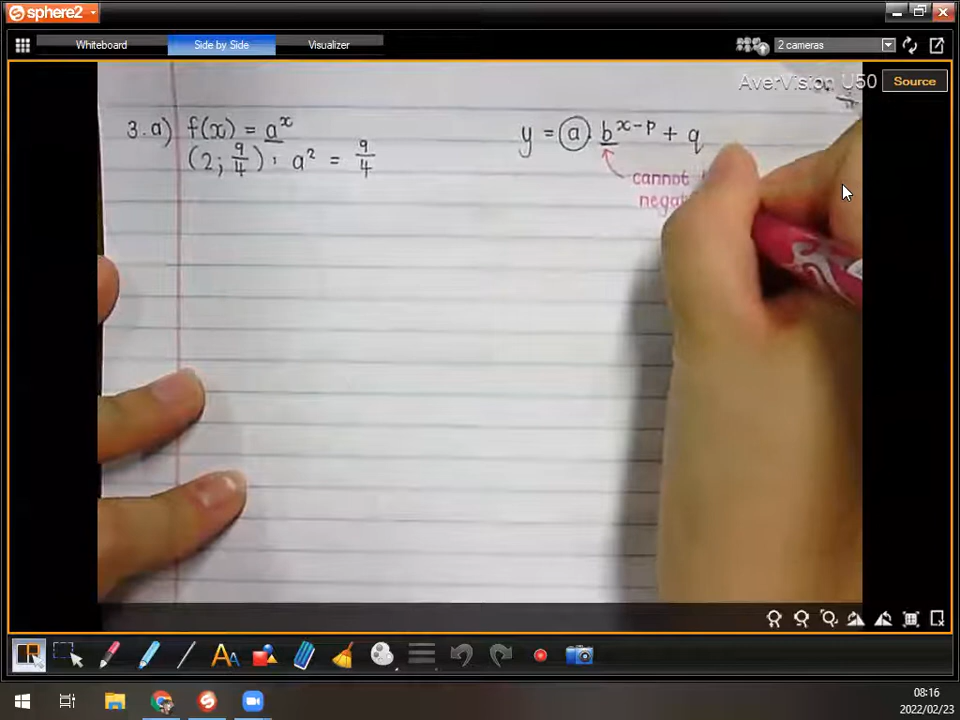 sphere2
Whiteboard
Side by Side
Visualizer
2 cameras
AverVision U50
Source
3. a) f(x) = a^x
(2; 9/4) : a² = 9/4
y = a . b^(x-p) + q
cannot
08:16
2022/02/23